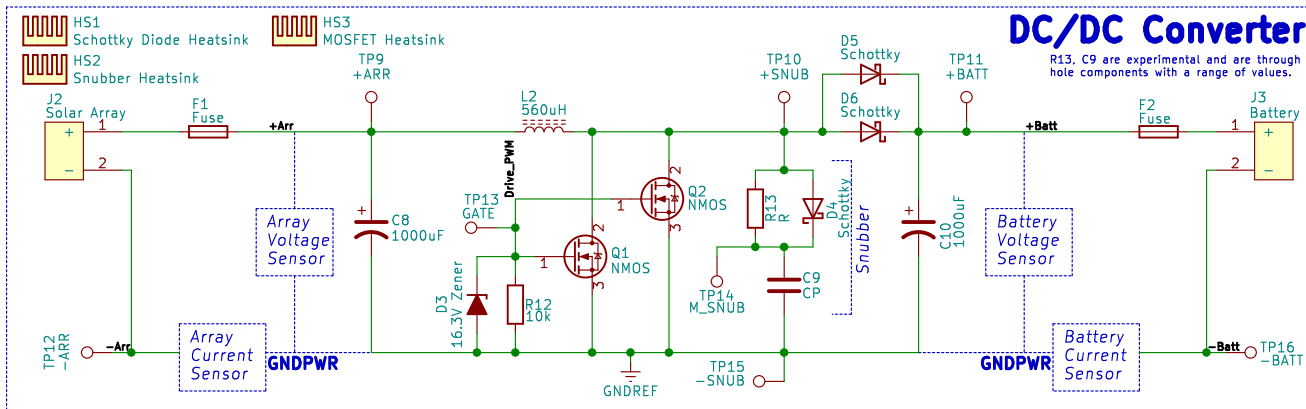 HS1
Schottky Diode Heatsink
HS2
Snubber Heatsink
HS3
MOSFET Heatsink
DC/DC Converter
R13, C9 are experimental and are through
hole components with a range of values.
J2
Solar Array
+
1
-
2
F1
Fuse
+Arr
TP9
+ARR
L2
560uH
Drive_PWM
TP13
GATE
Q2
NMOS
1
2
3
Q1
NMOS
1
2
3
TP10
+SNUB
D5
Schottky
D6
Schottky
TP11
+BATT
+Batt
F2
Fuse
J3
Battery
1
+
2
-
Array
Voltage
Sensor
+
C8
1000uF
D3
16.3V Zener
R12
10k
R13
R
D4
Schottky
Snubber
TP14
M_SNUB
C9
CP
+
C10
1000uF
Battery
Voltage
Sensor
TP12
-ARR
-Arr
Array
Current
Sensor
GNDPWR
GNDREF
TP15
-SNUB
GNDPWR
Battery
Current
Sensor
-Batt
TP16
-BATT